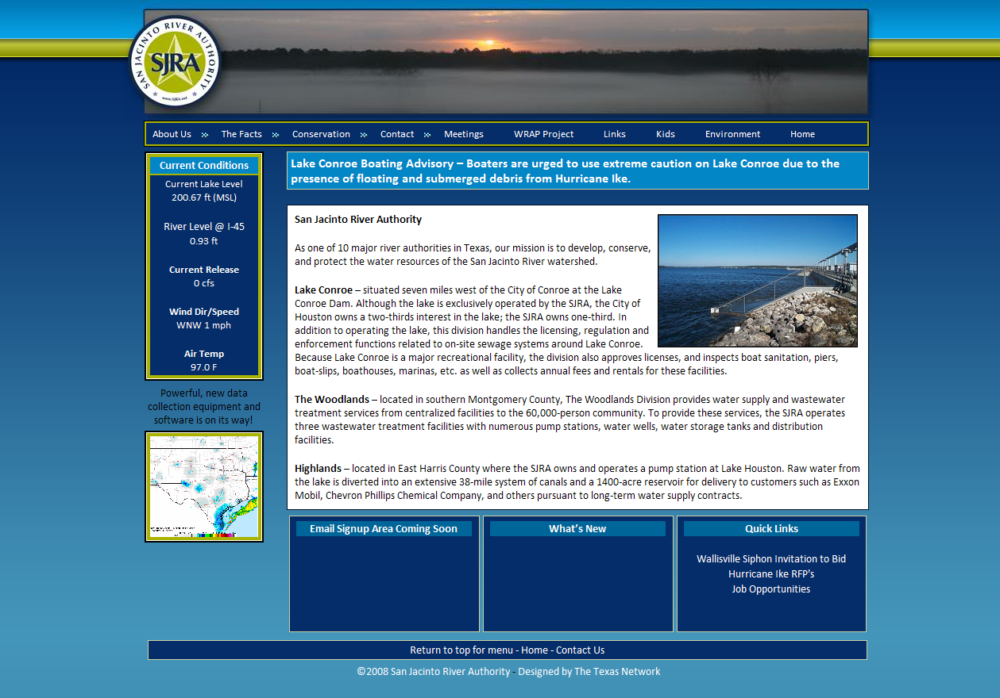 SAN JACINTO RIVER AUTHORITY
SJRA
www.SJRA.net
About Us » The Facts » Conservation » Contact » Meetings WRAP Project Links Kids Environment Home
Current Conditions
Current Lake Level
200.67 ft (MSL)
River Level @ I-45
0.93 ft
Current Release
0 cfs
Wind Dir/Speed
WNW 1 mph
Air Temp
97.0 F
Powerful, new data
collection equipment and
software is on its way!
Lake Conroe Boating Advisory – Boaters are urged to use extreme caution on Lake Conroe due to the
presence of floating and submerged debris from Hurricane Ike.
San Jacinto River Authority
As one of 10 major river authorities in Texas, our mission is to develop, conserve,
and protect the water resources of the San Jacinto River watershed.
Lake Conroe – situated seven miles west of the City of Conroe at the Lake
Conroe Dam. Although the lake is exclusively operated by the SJRA, the City of
Houston owns a two-thirds interest in the lake; the SJRA owns one-third. In
addition to operating the lake, this division handles the licensing, regulation and
enforcement functions related to on-site sewage systems around Lake Conroe.
Because Lake Conroe is a major recreational facility, the division also approves licenses, and inspects boat sanitation, piers,
boat-slips, boathouses, marinas, etc. as well as collects annual fees and rentals for these facilities.
The Woodlands – located in southern Montgomery County, The Woodlands Division provides water supply and wastewater
treatment services from centralized facilities to the 60,000-person community. To provide these services, the SJRA operates
three wastewater treatment facilities with numerous pump stations, water wells, water storage tanks and distribution
facilities.
Highlands – located in East Harris County where the SJRA owns and operates a pump station at Lake Houston. Raw water from
the lake is diverted into an extensive 38-mile system of canals and a 1400-acre reservoir for delivery to customers such as Exxon
Mobil, Chevron Phillips Chemical Company, and others pursuant to long-term water supply contracts.
Email Signup Area Coming Soon
What's New
Quick Links
Wallisville Siphon Invitation to Bid
Hurricane Ike RFP's
Job Opportunities
Return to top for menu - Home - Contact Us
©2008 San Jacinto River Authority - Designed by The Texas Network